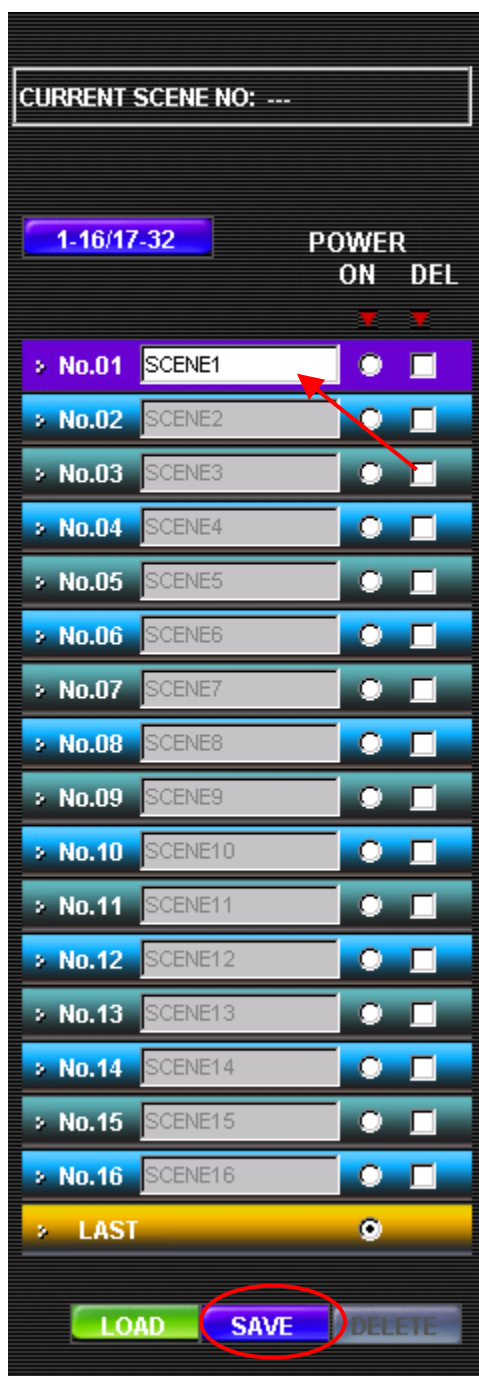 CURRENT SCENE NO: ---
1-16/17-32
POWER
ON DEL
No.01 SCENE1
No.02 SCENE2
No.03 SCENE3
No.04 SCENE4
No.05 SCENE5
No.06 SCENE6
No.07 SCENE7
No.08 SCENE8
No.09 SCENE9
No.10 SCENE10
No.11 SCENE11
No.12 SCENE12
No.13 SCENE13
No.14 SCENE14
No.15 SCENE15
No.16 SCENE16
LAST
LOAD SAVE DELETE